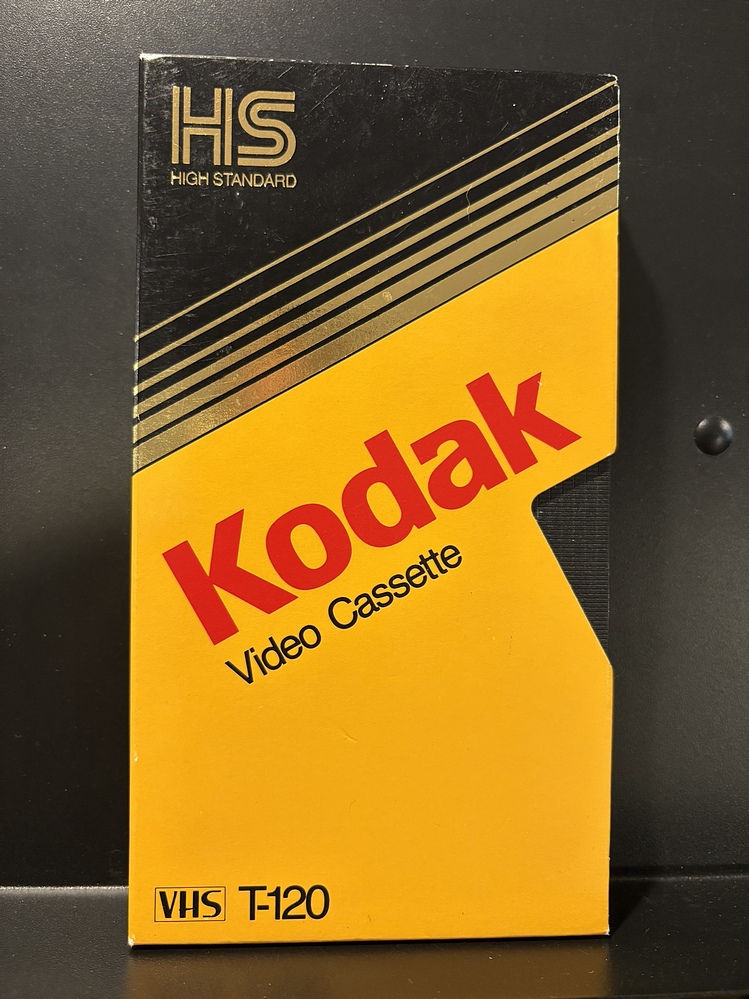 HS
HIGH STANDARD
Kodak
Video Cassette
VHS T-120